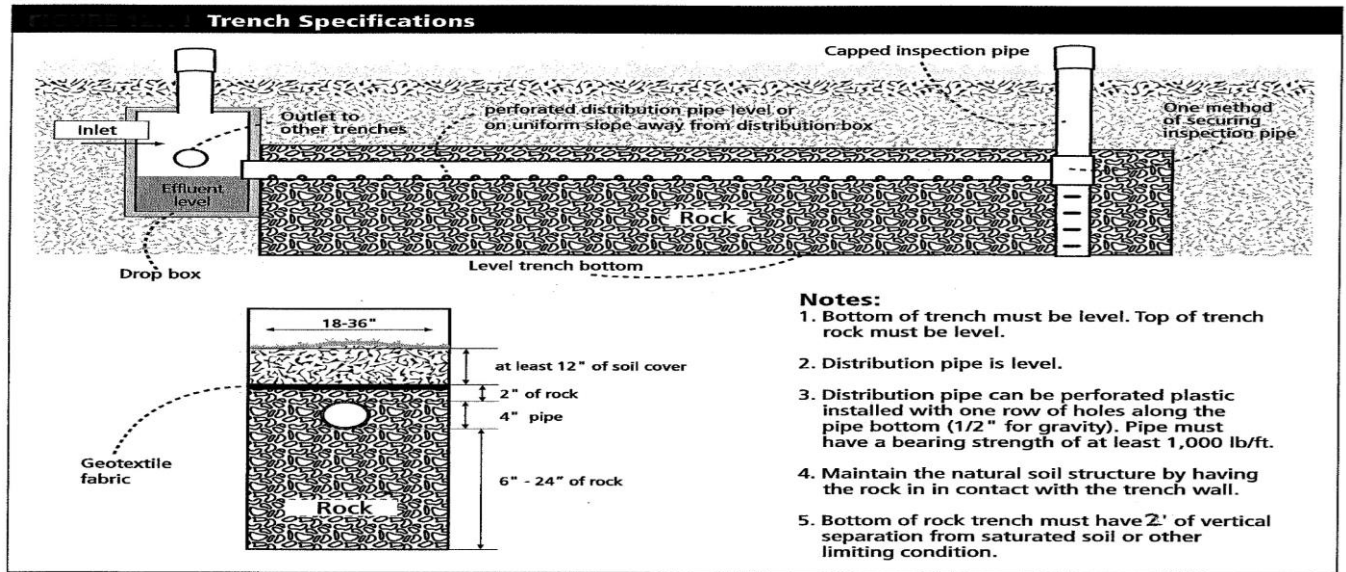 Trench Specifications
Capped inspection pipe
Inlet
Outlet to
other trenches
perforated distribution pipe level or
on uniform slope away from distribution box
One method
of securing
inspection pipe
Effluent
level
Rock
Drop box
Level trench bottom
18-36"
at least 12" of soil cover
2" of rock
4" pipe
6" - 24" of rock
Geotextile
fabric
Rock
Notes:
1. Bottom of trench must be level. Top of trench
rock must be level.
2. Distribution pipe is level.
3. Distribution pipe can be perforated plastic
installed with one row of holes along the
pipe bottom (1/2" for gravity). Pipe must
have a bearing strength of at least 1,000 lb/ft.
4. Maintain the natural soil structure by having
the rock in in contact with the trench wall.
5. Bottom of rock trench must have 2' of vertical
separation from saturated soil or other
limiting condition.